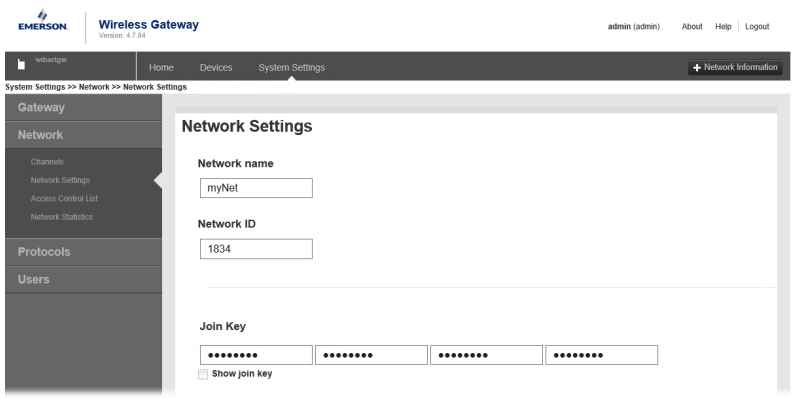 EMERSON.
Wireless Gateway
Version: 4.7.84
admin (admin) About Help Logout
wihartgw
Home Devices System Settings
+ Network Information
System Settings >> Network >> Network Settings
Gateway
Network
Channels
Network Settings
Access Control List
Network Statistics
Protocols
Users
Network Settings
Network name
myNet
Network ID
1834
Join Key
●●●●●●●● ●●●●●●●● ●●●●●●●● ●●●●●●●●
Show join key